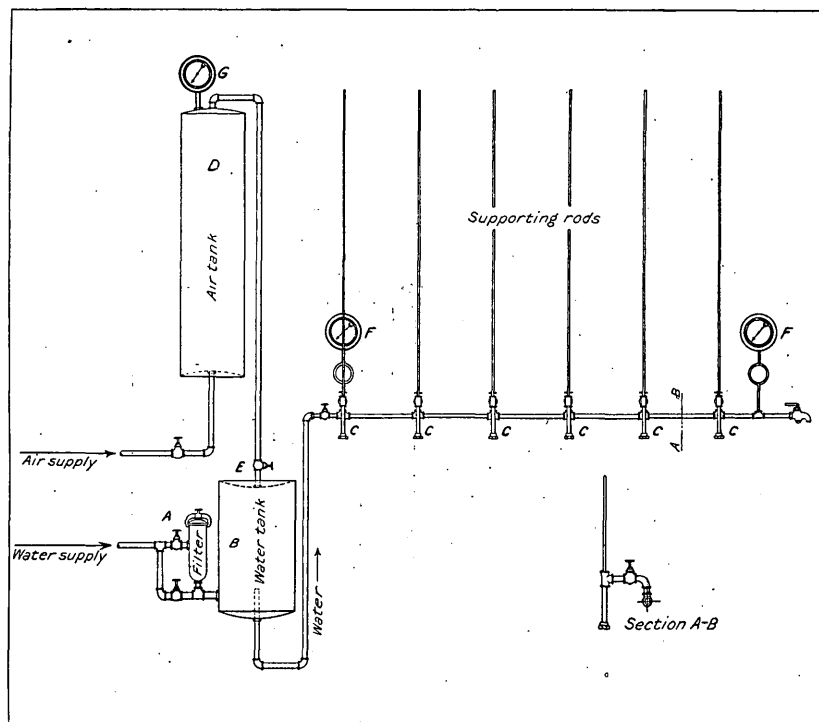 G
D
Air tank
Supporting rods
F
F
B
A
C
C
C
C
C
C
E
Air supply
A
Water supply
Filter
B
Water tank
Water
Section A-B